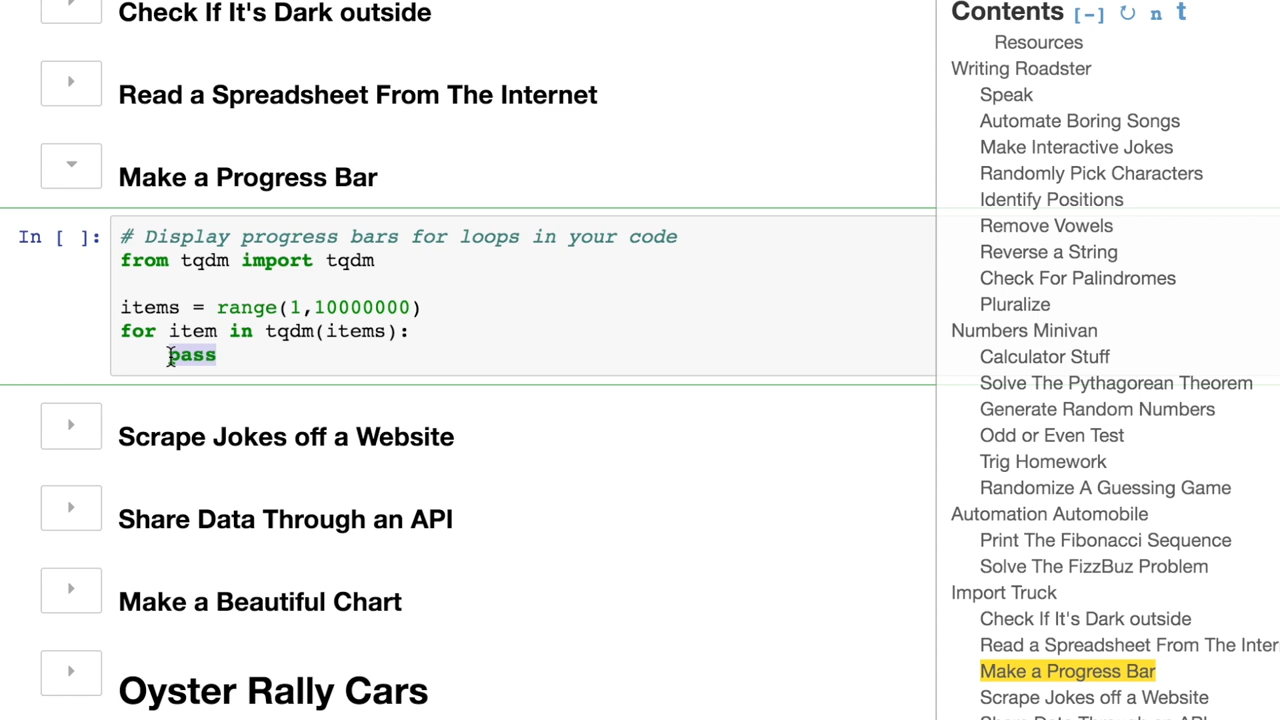 Check If It's Dark outside
Read a Spreadsheet From The Internet
Make a Progress Bar
In [ ]:
# Display progress bars for loops in your code
from tqdm import tqdm
items = range(1,10000000)
for item in tqdm(items):
    pass
Scrape Jokes off a Website
Share Data Through an API
Make a Beautiful Chart
Oyster Rally Cars
Contents [-] ↻ n t
Resources
Writing Roadster
Speak
Automate Boring Songs
Make Interactive Jokes
Randomly Pick Characters
Identify Positions
Remove Vowels
Reverse a String
Check For Palindromes
Pluralize
Numbers Minivan
Calculator Stuff
Solve The Pythagorean Theorem
Generate Random Numbers
Odd or Even Test
Trig Homework
Randomize A Guessing Game
Automation Automobile
Print The Fibonacci Sequence
Solve The FizzBuz Problem
Import Truck
Check If It's Dark outside
Read a Spreadsheet From The Inter
Make a Progress Bar
Scrape Jokes off a Website
Share Data Through an API